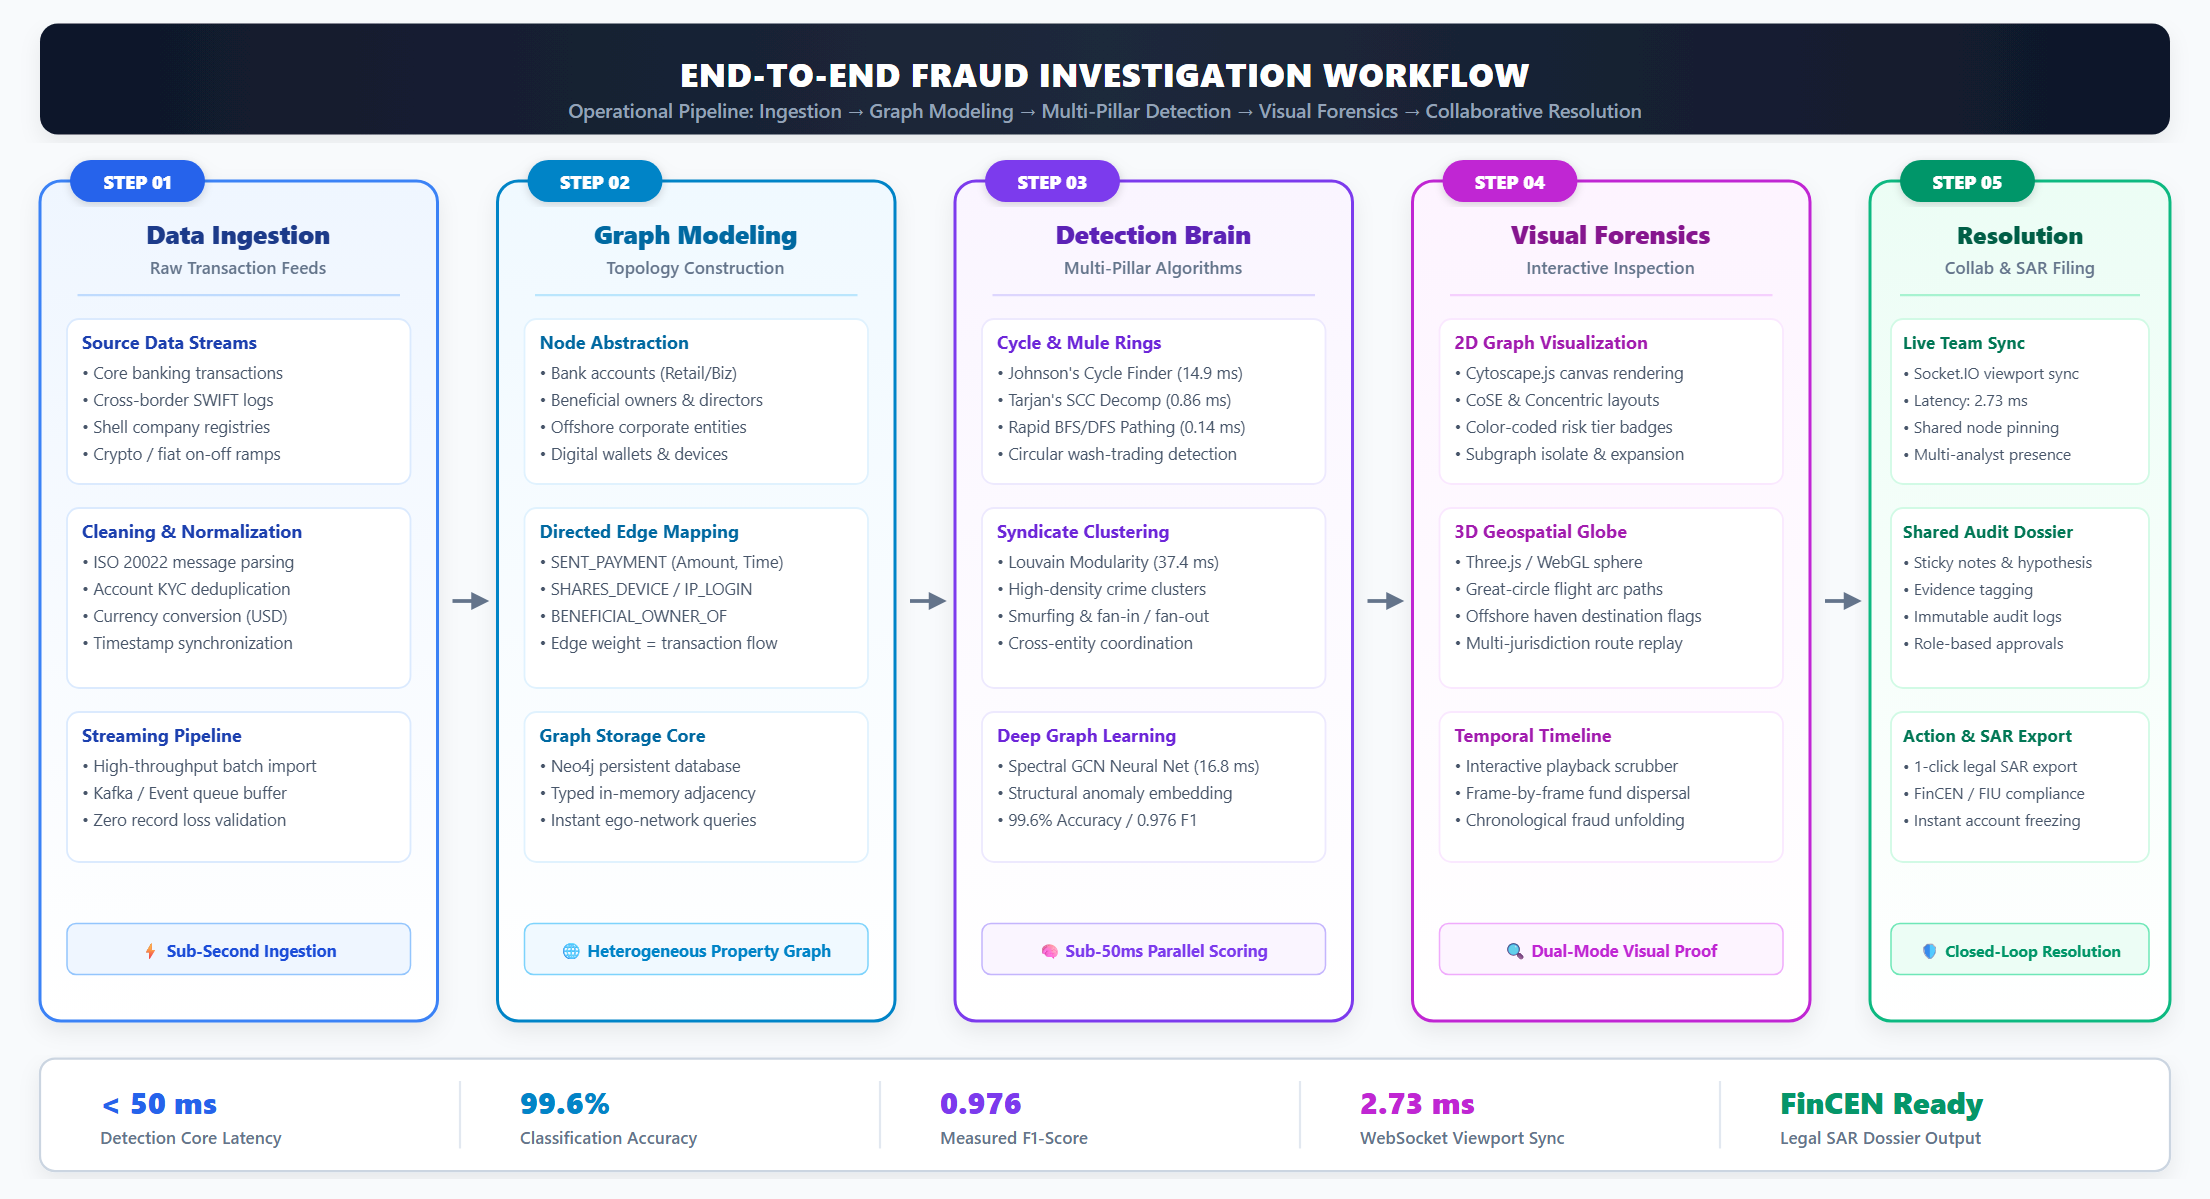 END-TO-END FRAUD INVESTIGATION WORKFLOW
Operational Pipeline: Ingestion → Graph Modeling → Multi-Pillar Detection → Visual Forensics → Collaborative Resolution
STEP 01
Data Ingestion
Raw Transaction Feeds
Source Data Streams
• Core banking transactions
• Cross-border SWIFT logs
• Shell company registries
• Crypto / fiat on-off ramps
Cleaning & Normalization
• ISO 20022 message parsing
• Account KYC deduplication
• Currency conversion (USD)
• Timestamp synchronization
Streaming Pipeline
• High-throughput batch import
• Kafka / Event queue buffer
• Zero record loss validation
⚡ Sub-Second Ingestion
STEP 02
Graph Modeling
Topology Construction
Node Abstraction
• Bank accounts (Retail/Biz)
• Beneficial owners & directors
• Offshore corporate entities
• Digital wallets & devices
Directed Edge Mapping
• SENT_PAYMENT (Amount, Time)
• SHARES_DEVICE / IP_LOGIN
• BENEFICIAL_OWNER_OF
• Edge weight = transaction flow
Graph Storage Core
• Neo4j persistent database
• Typed in-memory adjacency
• Instant ego-network queries
🌐 Heterogeneous Property Graph
STEP 03
Detection Brain
Multi-Pillar Algorithms
Cycle & Mule Rings
• Johnson's Cycle Finder (14.9 ms)
• Tarjan's SCC Decomp (0.86 ms)
• Rapid BFS/DFS Pathing (0.14 ms)
• Circular wash-trading detection
Syndicate Clustering
• Louvain Modularity (37.4 ms)
• High-density crime clusters
• Smurfing & fan-in / fan-out
• Cross-entity coordination
Deep Graph Learning
• Spectral GCN Neural Net (16.8 ms)
• Structural anomaly embedding
• 99.6% Accuracy / 0.976 F1
🧠 Sub-50ms Parallel Scoring
STEP 04
Visual Forensics
Interactive Inspection
2D Graph Visualization
• Cytoscape.js canvas rendering
• CoSE & Concentric layouts
• Color-coded risk tier badges
• Subgraph isolate & expansion
3D Geospatial Globe
• Three.js / WebGL sphere
• Great-circle flight arc paths
• Offshore haven destination flags
• Multi-jurisdiction route replay
Temporal Timeline
• Interactive playback scrubber
• Frame-by-frame fund dispersal
• Chronological fraud unfolding
🔍 Dual-Mode Visual Proof
STEP 05
Resolution
Collab & SAR Filing
Live Team Sync
• Socket.IO viewport sync
• Latency: 2.73 ms
• Shared node pinning
• Multi-analyst presence
Shared Audit Dossier
• Sticky notes & hypothesis
• Evidence tagging
• Immutable audit logs
• Role-based approvals
Action & SAR Export
• 1-click legal SAR export
• FinCEN / FIU compliance
• Instant account freezing
🛡️ Closed-Loop Resolution
< 50 ms
Detection Core Latency
99.6%
Classification Accuracy
0.976
Measured F1-Score
2.73 ms
WebSocket Viewport Sync
FinCEN Ready
Legal SAR Dossier Output